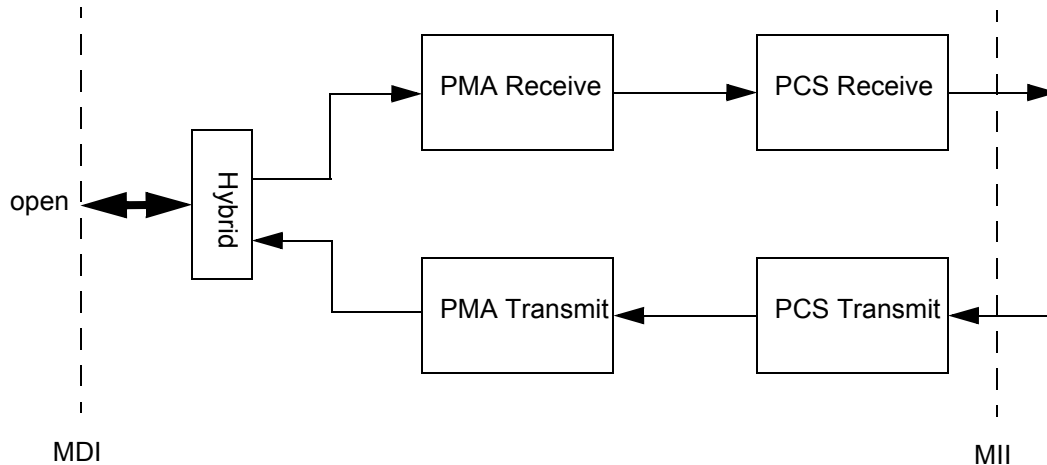 PMA Receive
PCS Receive
open
Hybrid
PMA Transmit
PCS Transmit
MDI
MII